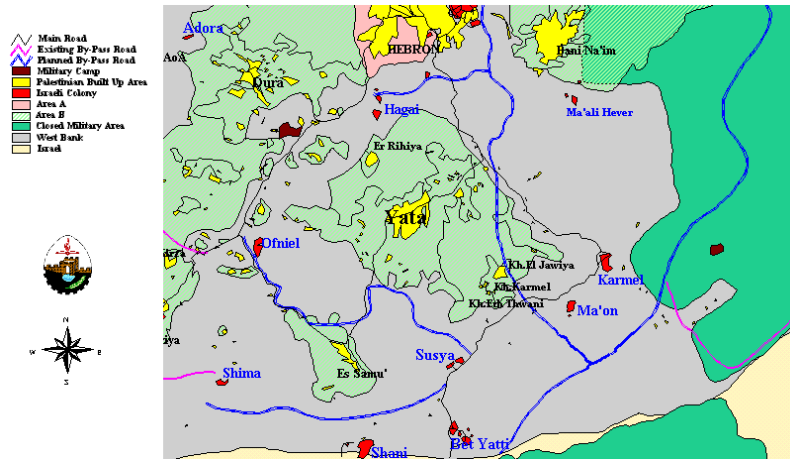 Main Road
Existing By-Pass Road
Planned By-Pass Road
Military Camp
Palestinian Built Up Area
Israeli Colony
Area A
Area B
Closed Military Area
West Bank
Israel
N
W
E
S
Adora
HEBRON
Bani Na'im
AoA
Dura
Hagai
Ma'ali Hever
Er Rihiya
Yata
Ofniel
Kh.El Jawiya
Karmel
Kh.Karmel
Kh.Eth Thwani
Ma'on
iya
Susya
Shima
Es Samu'
Shani
Bet Yatti